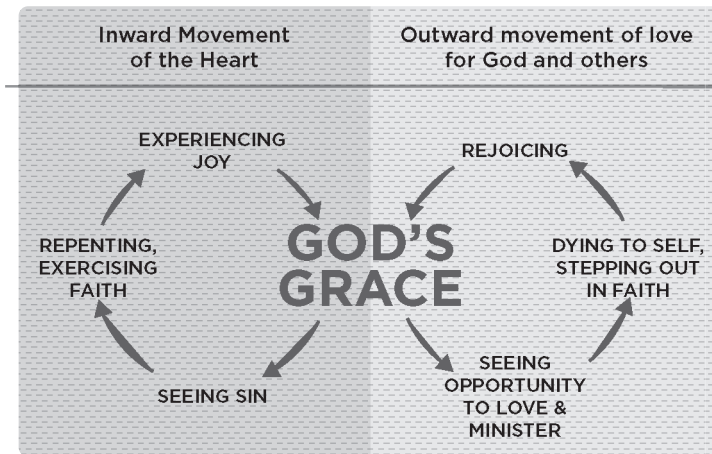 Inward Movement
of the Heart
Outward movement of love
for God and others
EXPERIENCING
JOY
REPENTING,
EXERCISING
FAITH
SEEING SIN
GOD'S
GRACE
REJOICING
DYING TO SELF,
STEPPING OUT
IN FAITH
SEEING
OPPORTUNITY
TO LOVE &
MINISTER